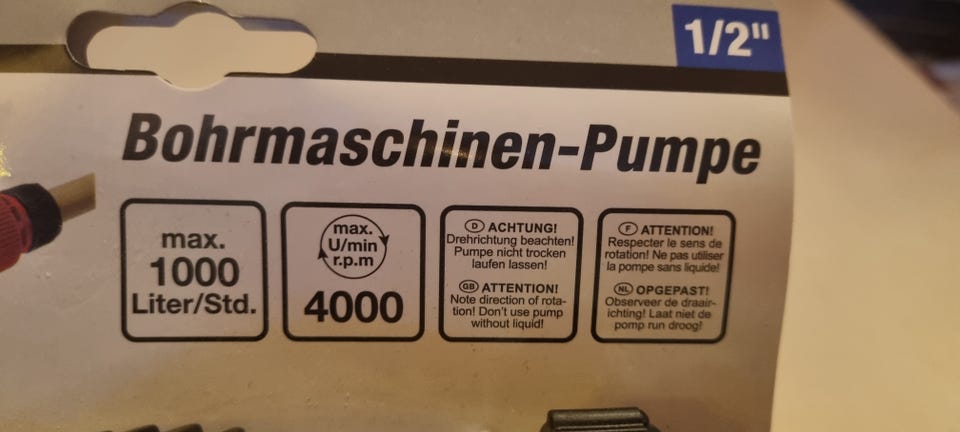 1/2"
Bohrmaschinen-Pumpe
max.
1000
Liter/Std.
max.
U/min
r.p.m
4000
D ACHTUNG!
Drehrichtung beachten!
Pumpe nicht trocken
laufen lassen!
GB ATTENTION!
Note direction of rota-
tion! Don't use pump
without liquid!
F ATTENTION!
Respecter le sens de
rotation! Ne pas utiliser
la pompe sans liquide!
NL OPGEPAST!
Observeer de draair-
ichting! Laat niet de
pomp run droog!